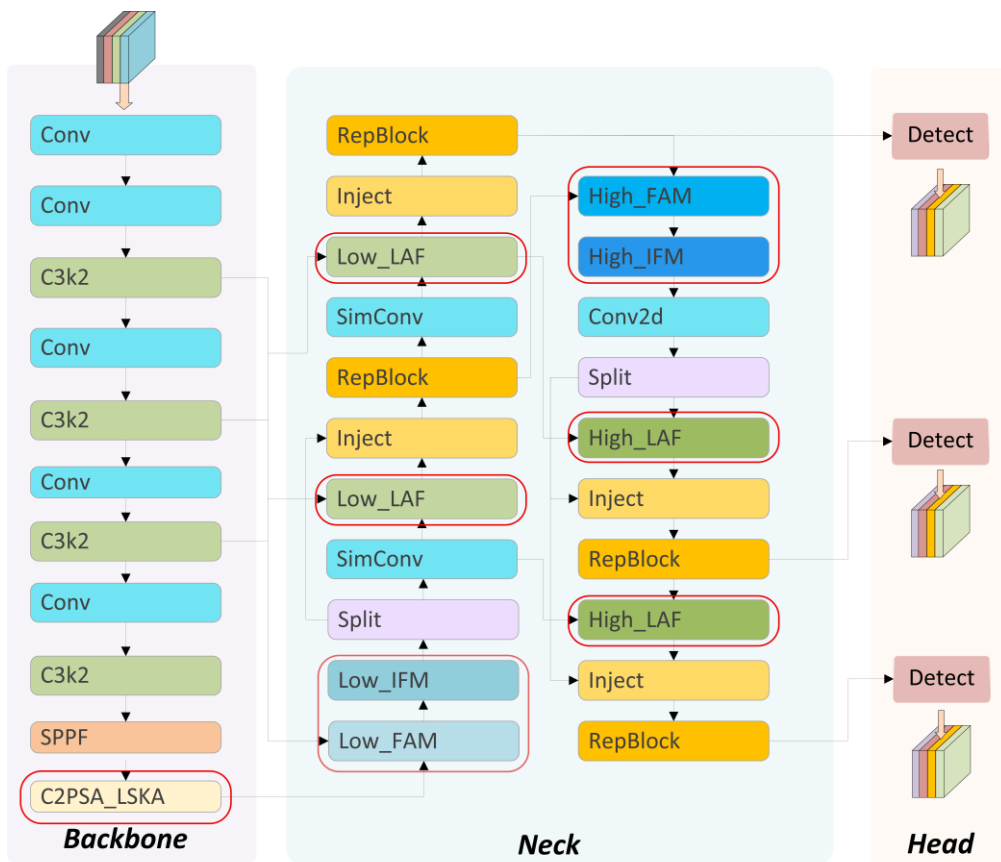 Conv
Conv
C3k2
Conv
C3k2
Conv
C3k2
Conv
C3k2
SPPF
C2PSA_LSKA
Backbone
RepBlock
Inject
Low_LAF
SimConv
RepBlock
Inject
Low_LAF
SimConv
Split
Low_IFM
Low_FAM
High_FAM
High_IFM
Conv2d
Split
High_LAF
Inject
RepBlock
High_LAF
Inject
RepBlock
Neck
Detect
Detect
Detect
Head